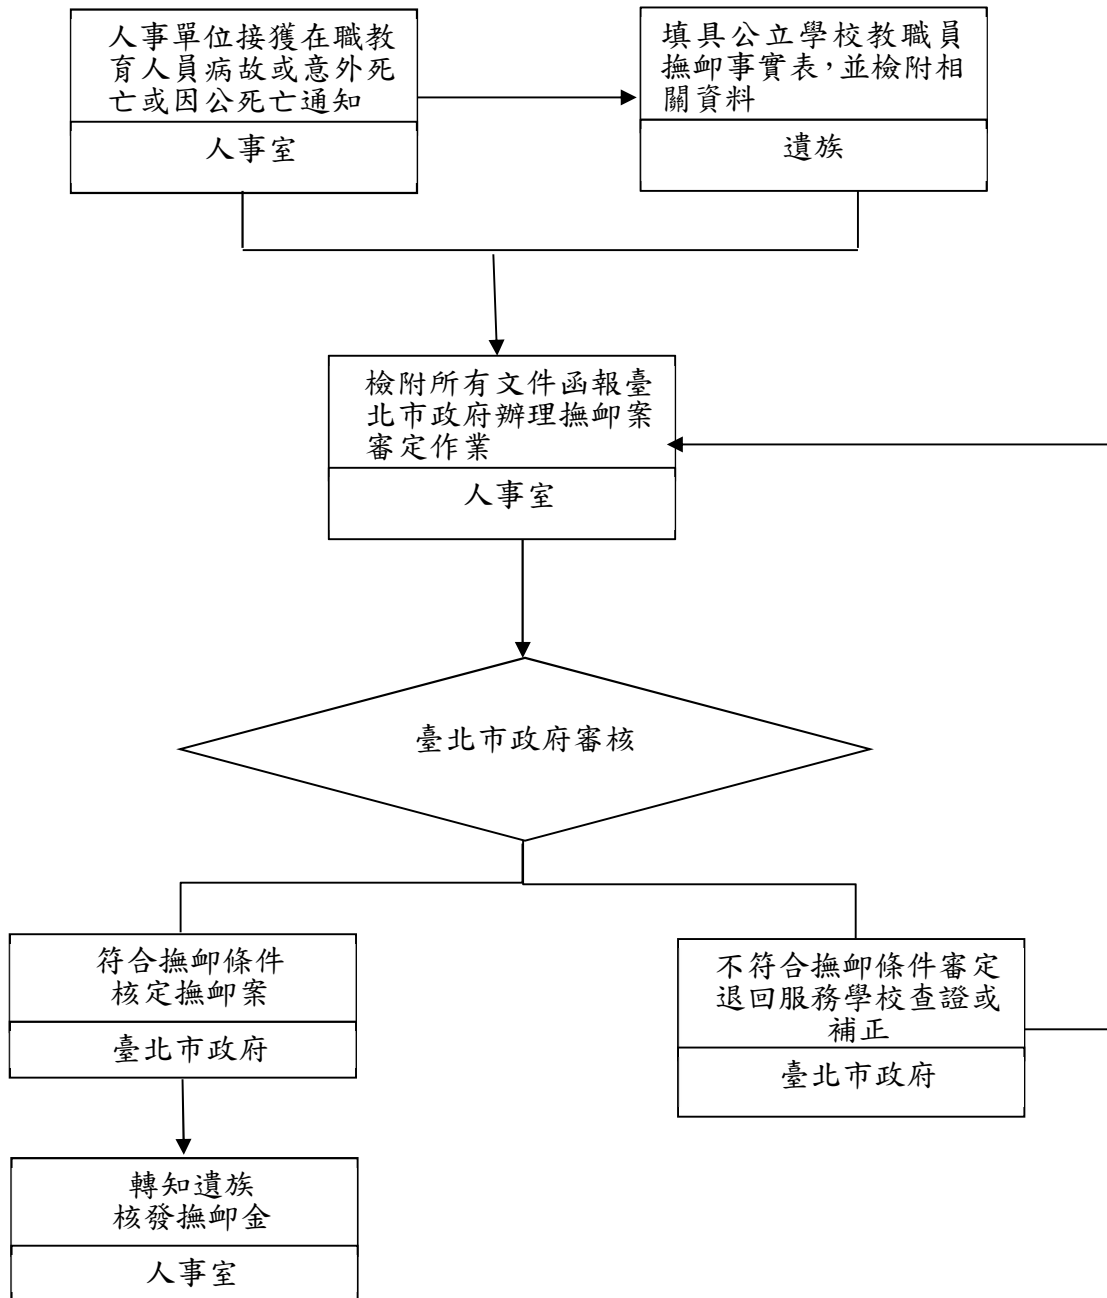 人事單位接獲在職教
育人員病故或意外死
亡或因公死亡通知
人事室
填具公立學校教職員
撫卹事實表，並檢附相
關資料
遺族
檢附所有文件函報臺
北市政府辦理撫卹案
審定作業
人事室
臺北市政府審核
符合撫卹條件
核定撫卹案
臺北市政府
不符合撫卹條件審定
退回服務學校查證或
補正
臺北市政府
轉知遺族
核發撫卹金
人事室